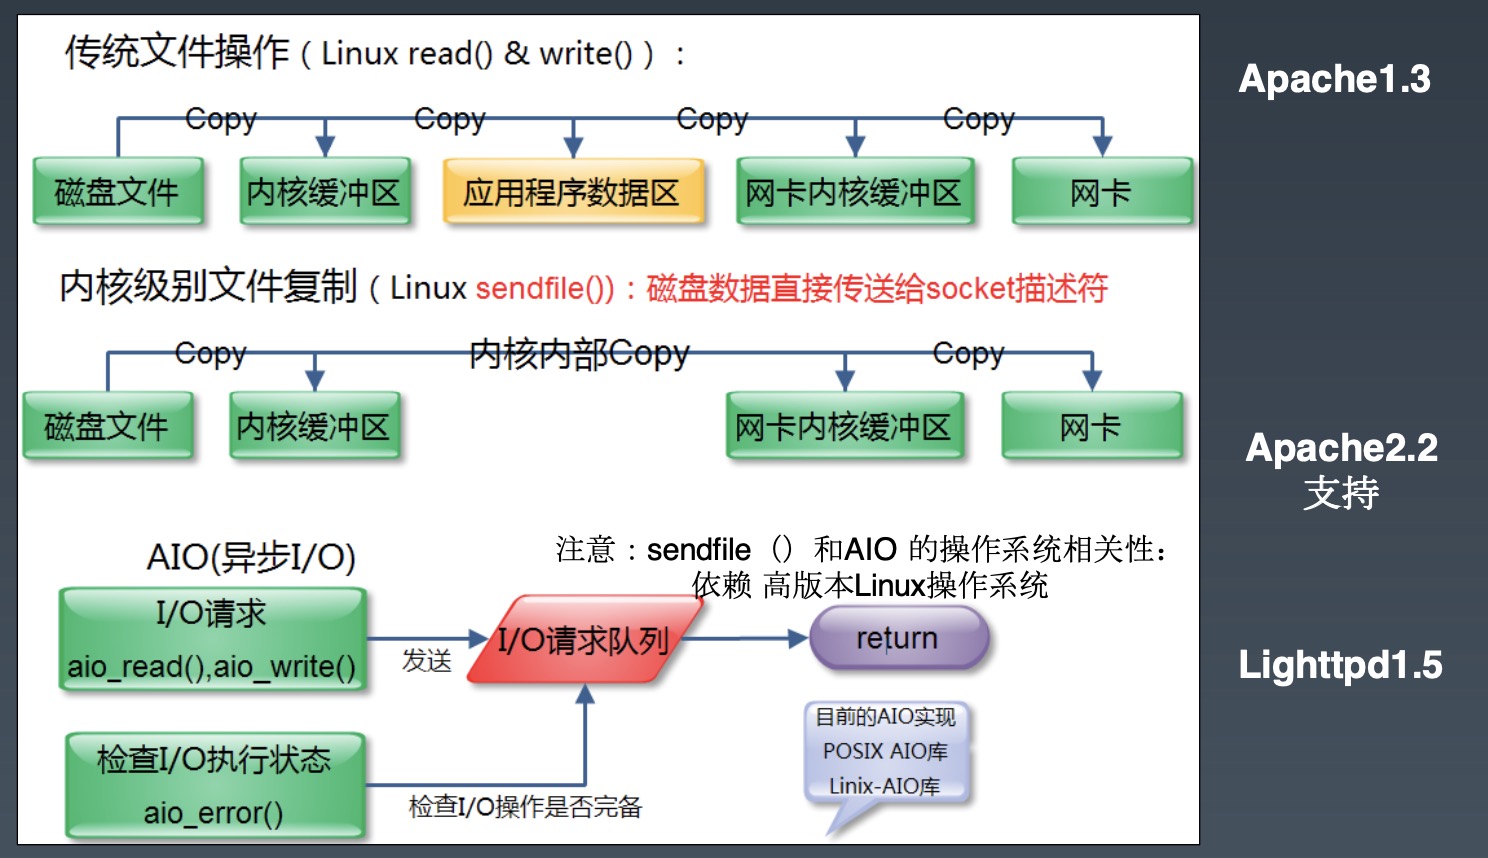 传统文件操作（Linux read() & write()）：
Apache1.3
Copy Copy Copy Copy
磁盘文件 内核缓冲区 应用程序数据区 网卡内核缓冲区 网卡
内核级别文件复制（Linux sendfile())：磁盘数据直接传送给socket描述符
Copy 内核内部Copy Copy
磁盘文件 内核缓冲区 网卡内核缓冲区 网卡
Apache2.2
支持
AIO(异步I/O)
注意：sendfile（）和AIO 的操作系统相关性：
依赖 高版本Linux操作系统
I/O请求
aio_read(),aio_write()
发送
I/O请求队列
return
Lighttpd1.5
检查I/O执行状态
aio_error()
检查I/O操作是否完备
目前的AIO实现
POSIX AIO库
Linix-AIO库